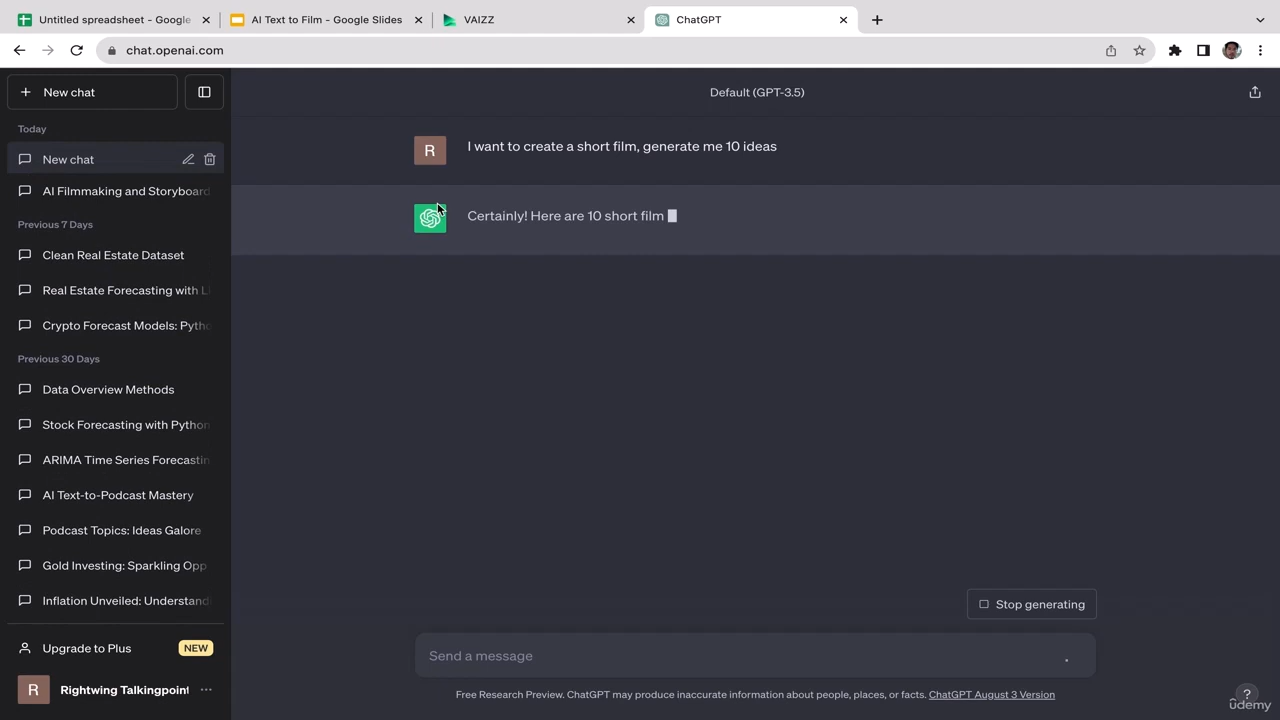 Untitled spreadsheet - Google
AI Text to Film - Google Slides
VAIZZ
ChatGPT
chat.openai.com
New chat
Default (GPT-3.5)
Today
New chat
AI Filmmaking and Storyboard
Previous 7 Days
Clean Real Estate Dataset
Real Estate Forecasting with L
Crypto Forecast Models: Pytho
Previous 30 Days
Data Overview Methods
Stock Forecasting with Python
ARIMA Time Series Forecastin
AI Text-to-Podcast Mastery
Podcast Topics: Ideas Galore
Gold Investing: Sparkling Opp
Inflation Unveiled: Understand
Upgrade to Plus
NEW
R
Rightwing Talkingpoint
R
I want to create a short film, generate me 10 ideas
Certainly! Here are 10 short film
Stop generating
Send a message
Free Research Preview. ChatGPT may produce inaccurate information about people, places, or facts. ChatGPT August 3 Version
?
ûdemy